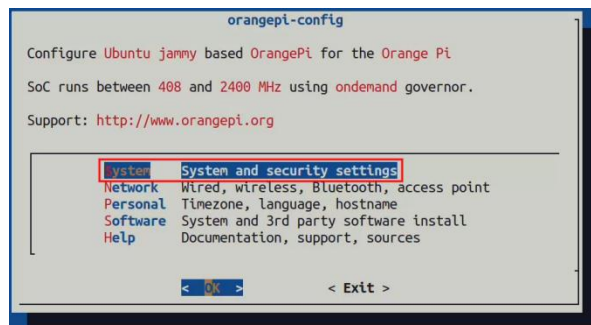 orangepi-config
Configure Ubuntu jammy based OrangePi for the Orange Pi
SoC runs between 408 and 2400 MHz using ondemand governor.
Support: http://www.orangepi.org
System System and security settings
Network Wired, wireless, Bluetooth, access point
Personal Timezone, language, hostname
Software System and 3rd party software install
Help Documentation, support, sources
< OK > < Exit >